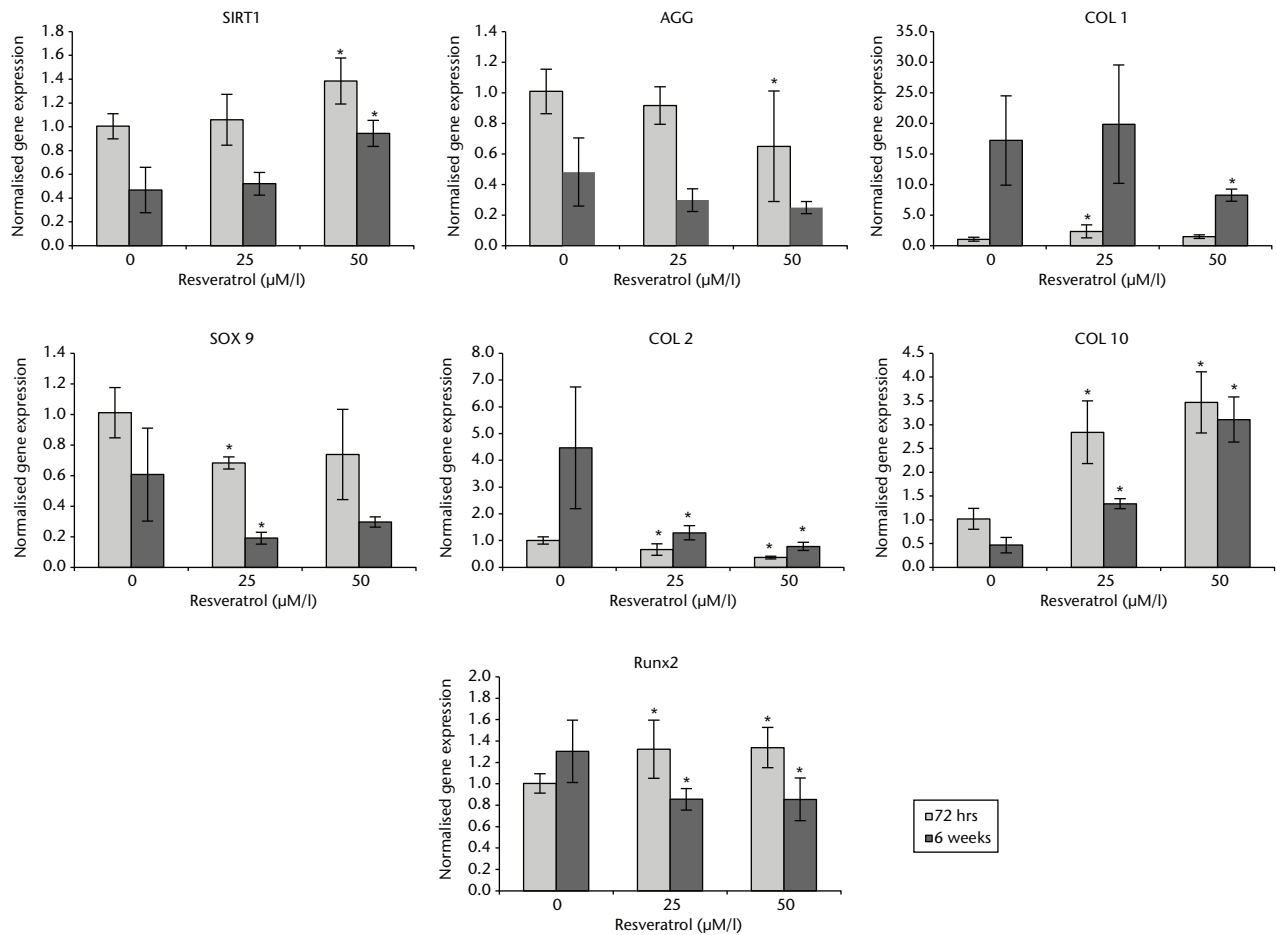 SIRT1
Normalised gene expression
1.8
1.6
1.4
1.2
1.0
0.8
0.6
0.4
0.2
0.0
*
*
0 25 50
Resveratrol (µM/l)
AGG
Normalised gene expression
1.4
1.2
1.0
0.8
0.6
0.4
0.2
0.0
*
0 25 50
Resveratrol (µM/l)
COL 1
Normalised gene expression
35.0
30.0
25.0
20.0
15.0
10.0
5.0
0.0
*
*
0 25 50
Resveratrol (µM/l)
SOX 9
Normalised gene expression
1.4
1.2
1.0
0.8
0.6
0.4
0.2
0.0
*
*
0 25 50
Resveratrol (µM/l)
COL 2
Normalised gene expression
8.0
7.0
6.0
5.0
4.0
3.0
2.0
1.0
0.0
* *
* *
0 25 50
Resveratrol (µM/l)
COL 10
Normalised gene expression
4.5
4.0
3.5
3.0
2.5
1.5
1.0
0.5
0.0
* *
* *
0 25 50
Resveratrol (µM/l)
Runx2
Normalised gene expression
2.0
1.8
1.6
1.4
1.2
1.0
0.8
0.6
0.4
0.2
0.0
* *
* *
0 25 50
Resveratrol (µM/l)
72 hrs
6 weeks